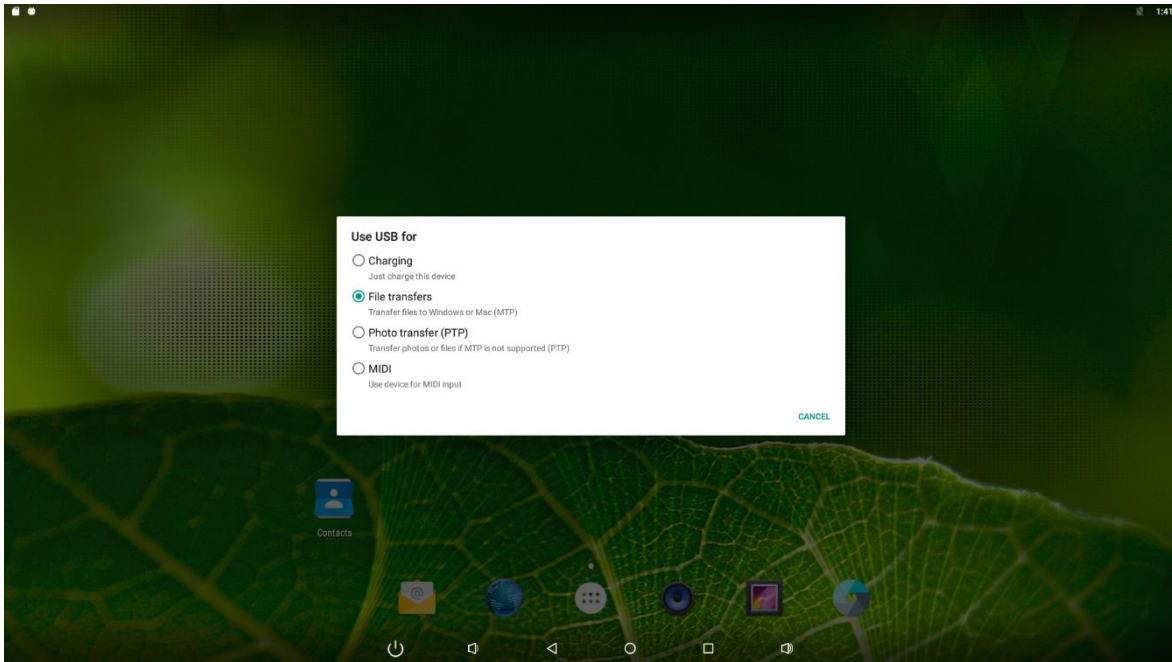 1:41
Use USB for
Charging
Just charge this device
File transfers
Transfer files to Windows or Mac (MTP)
Photo transfer (PTP)
Transfer photos or files if MTP is not supported (PTP)
MIDI
Use device for MIDI input
CANCEL
Contacts
@